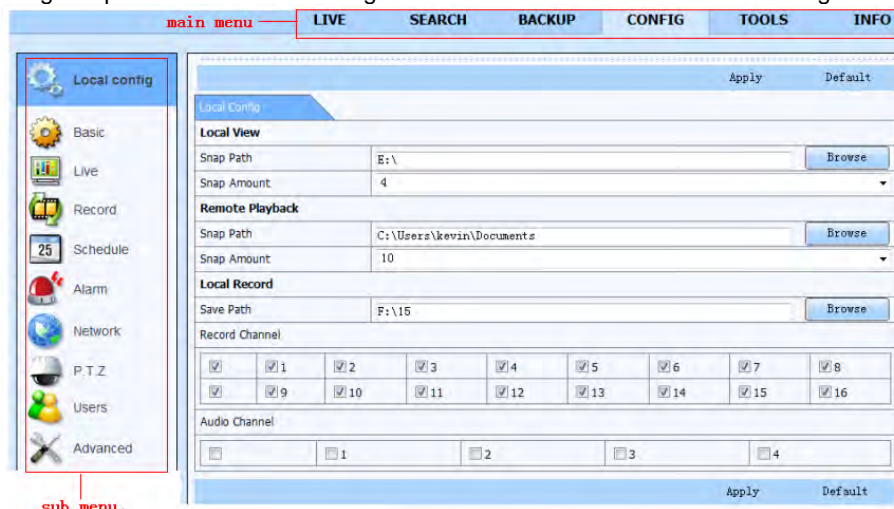 main menu LIVE SEARCH BACKUP CONFIG TOOLS INFO
Local config
Apply Default
Local Config
Basic
Local View
Snap Path E:\ Browse
Live
Snap Amount 4
Record
Remote Playback
Snap Path C:\Users\kevin\Documents Browse
25 Schedule
Snap Amount 10
Alarm
Local Record
Save Path F:\15 Browse
Network
Record Channel
P.T.Z
1 2 3 4 5 6 7 8
Users
9 10 11 12 13 14 15 16
Audio Channel
Advanced
1 2 3 4
Apply Default
sub menu